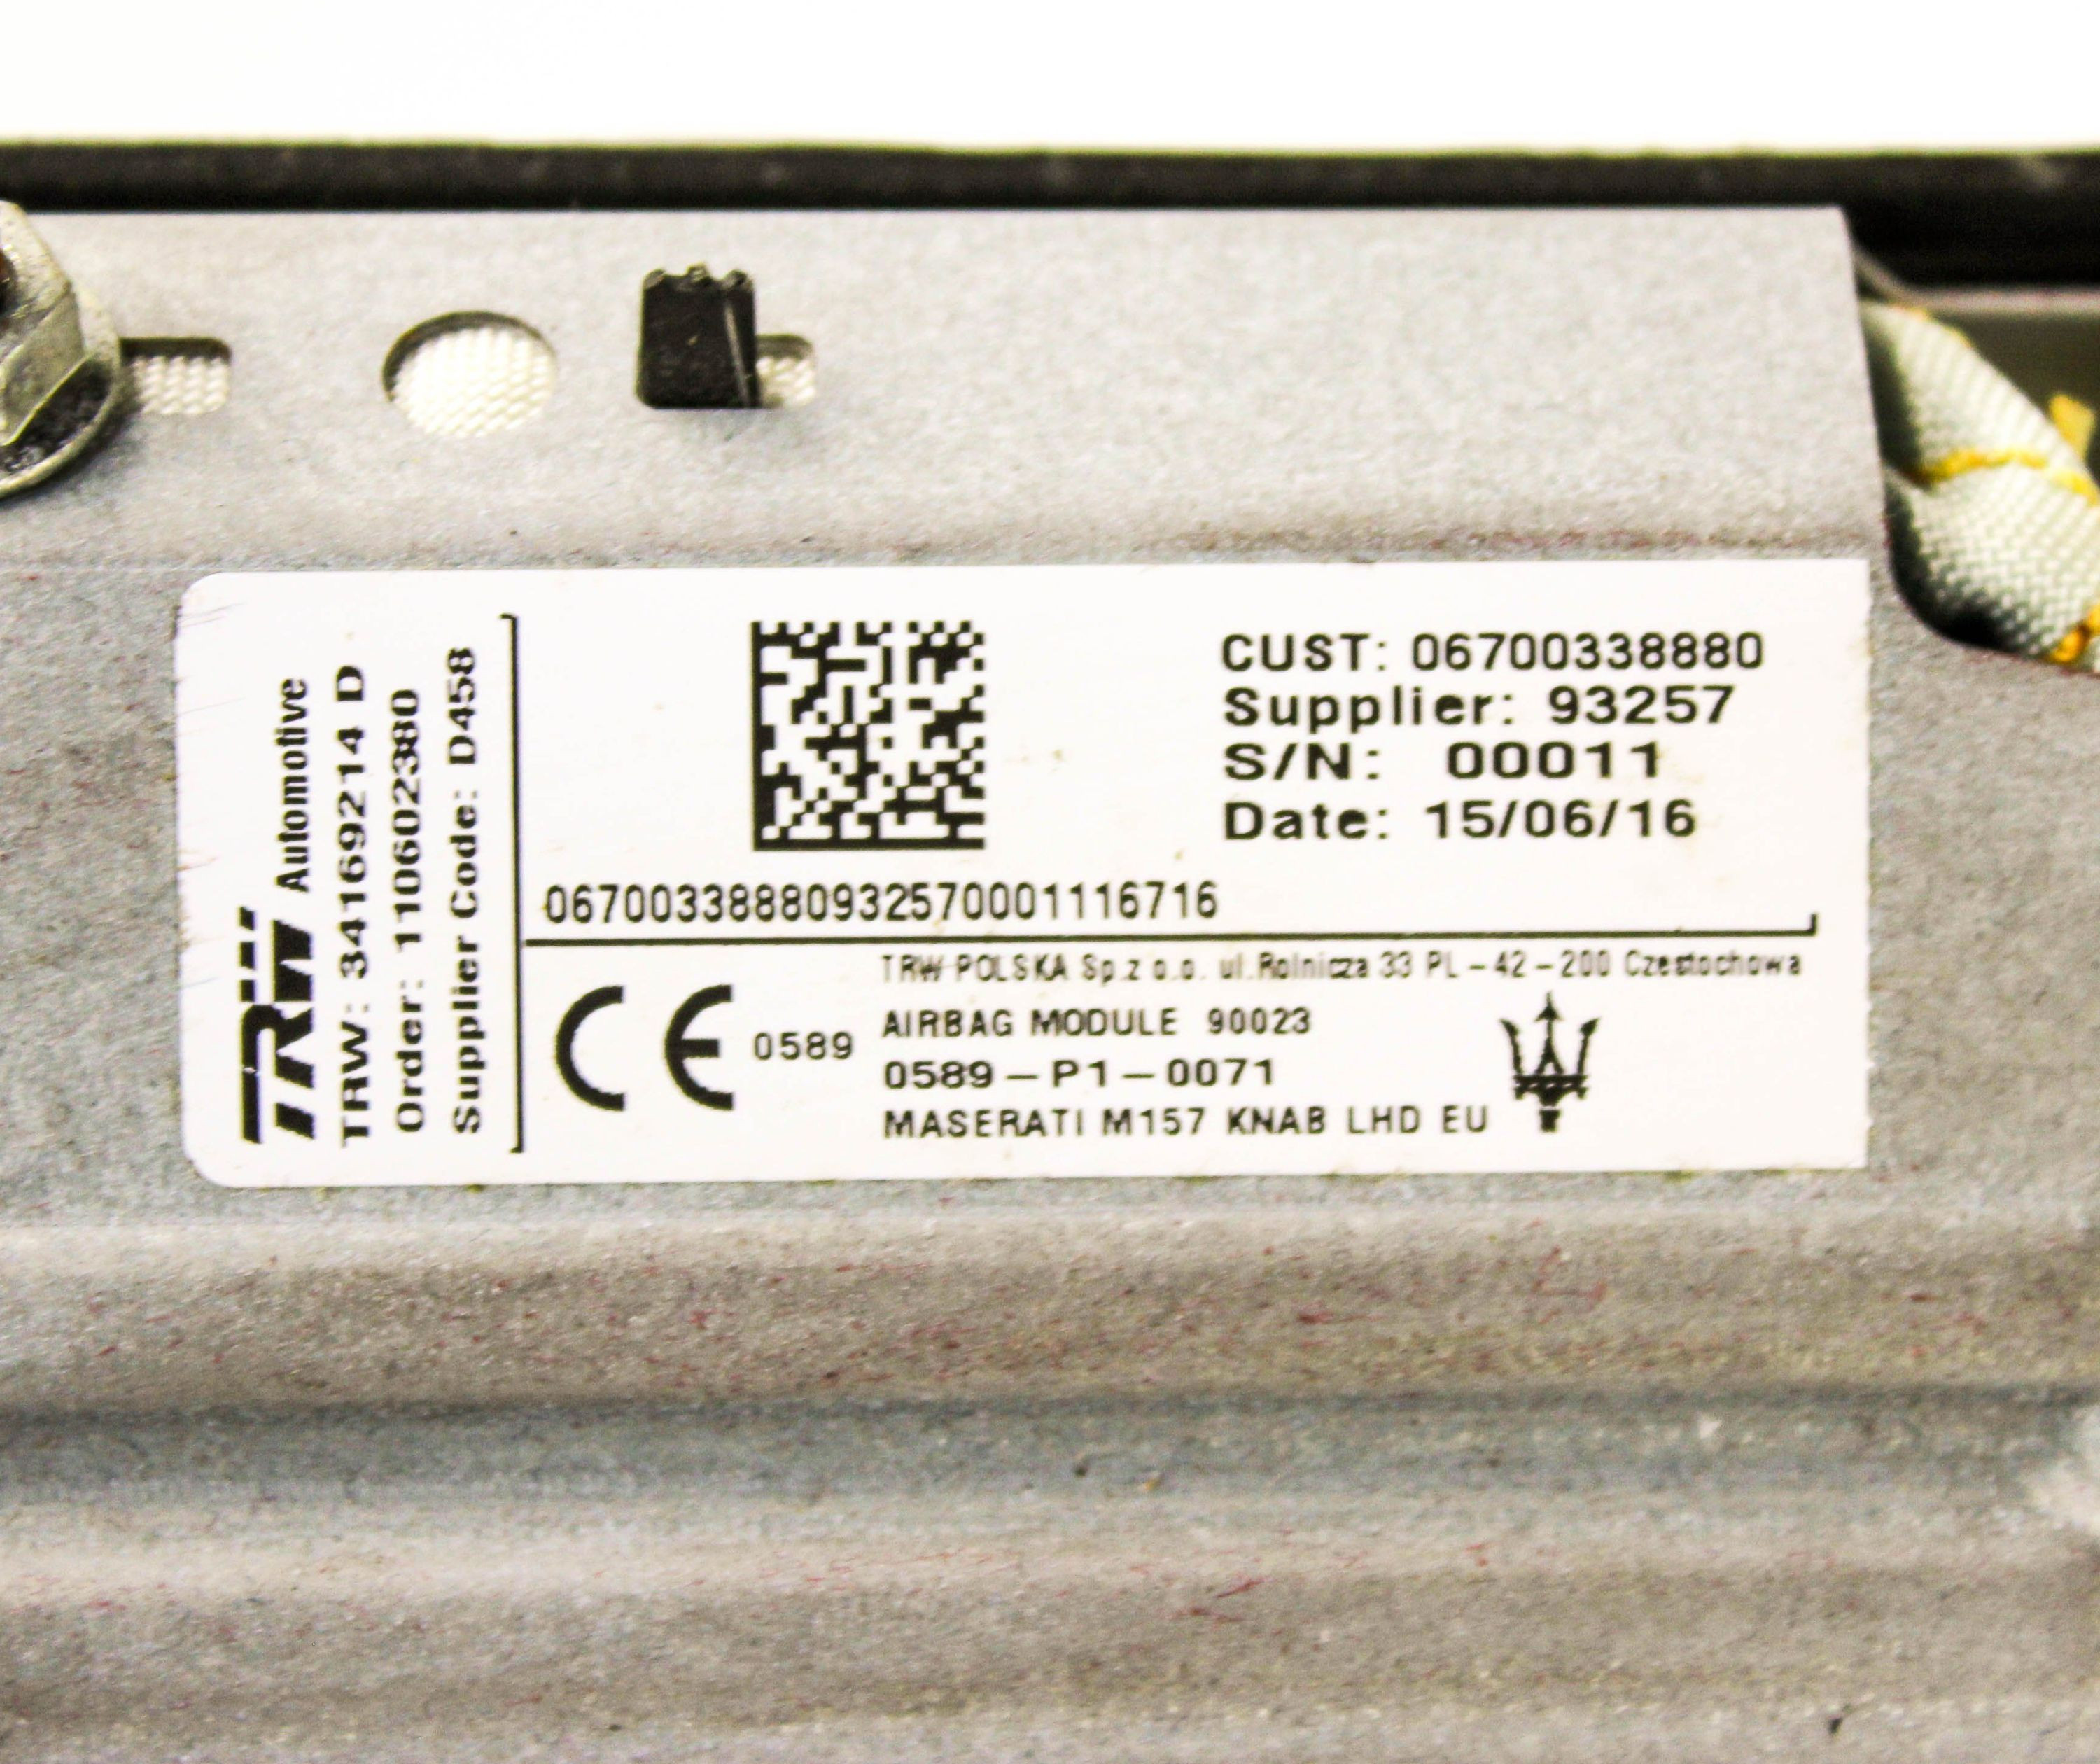 TRW Automotive
TRW: 34169214 D
Order: 110602380
Supplier Code: D458
CUST: 06700338880
Supplier: 93257
S/N: 00011
Date: 15/06/16
06700338880932570001116716
TRW POLSKA Sp.z o.o. ul.Rolnicza 33 PL-42-200 Czestochowa
CE 0589
AIRBAG MODULE 90023
0589-P1-0071
MASERATI M157 KNAB LHD EU